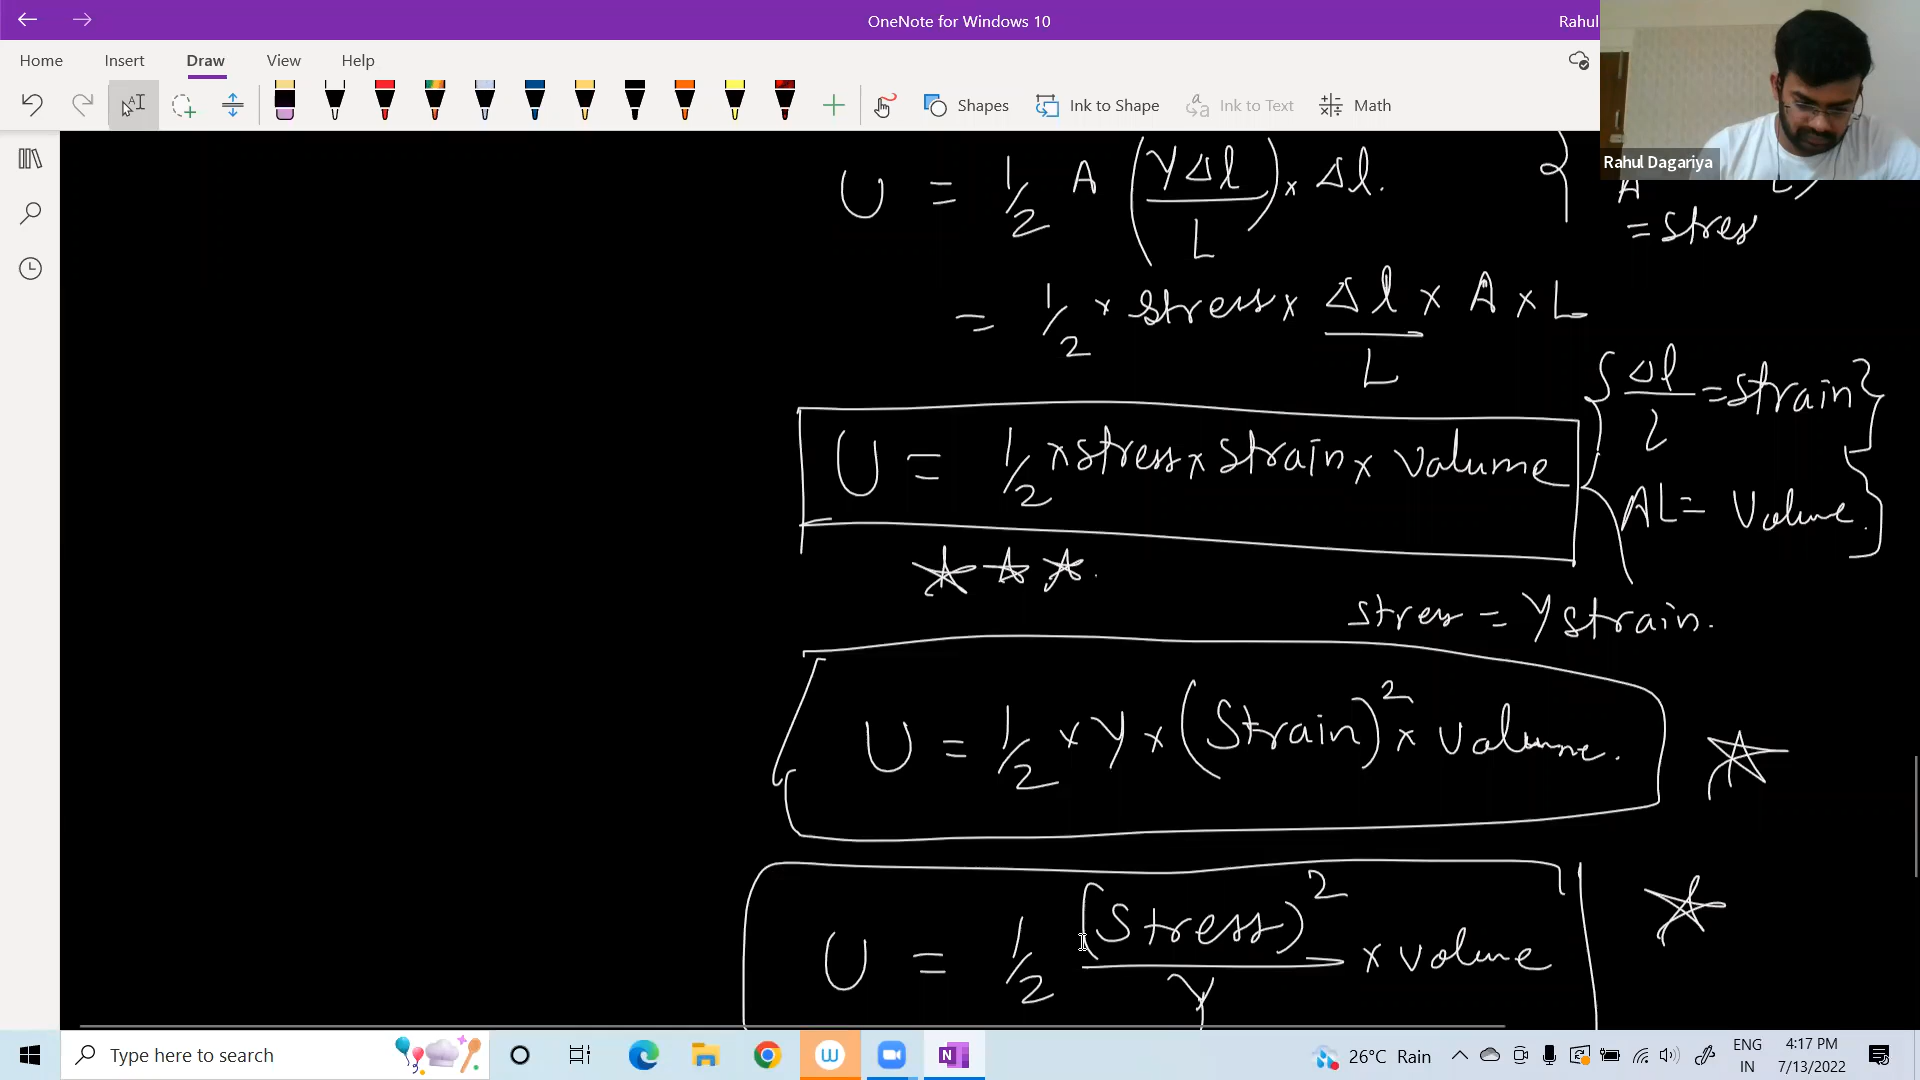 OneNote for Windows 10
Rahul
Home Insert Draw View Help
Shapes Ink to Shape Ink to Text Math
Rahul Dagariya
U = 1/2 A (YΔl/L) × Δl.
A L
= stres
= 1/2 × stress × Δl/L × A × L
{Δl/l = strain}
U = 1/2 × stress × strain × valume
AL = Volume.}
stress = Y strain.
U = 1/2 × Y × (Strain)² × Valume.
U = 1/2 (Stress)²/Y × volume
Type here to search
26°C Rain
ENG
IN
4:17 PM
7/13/2022